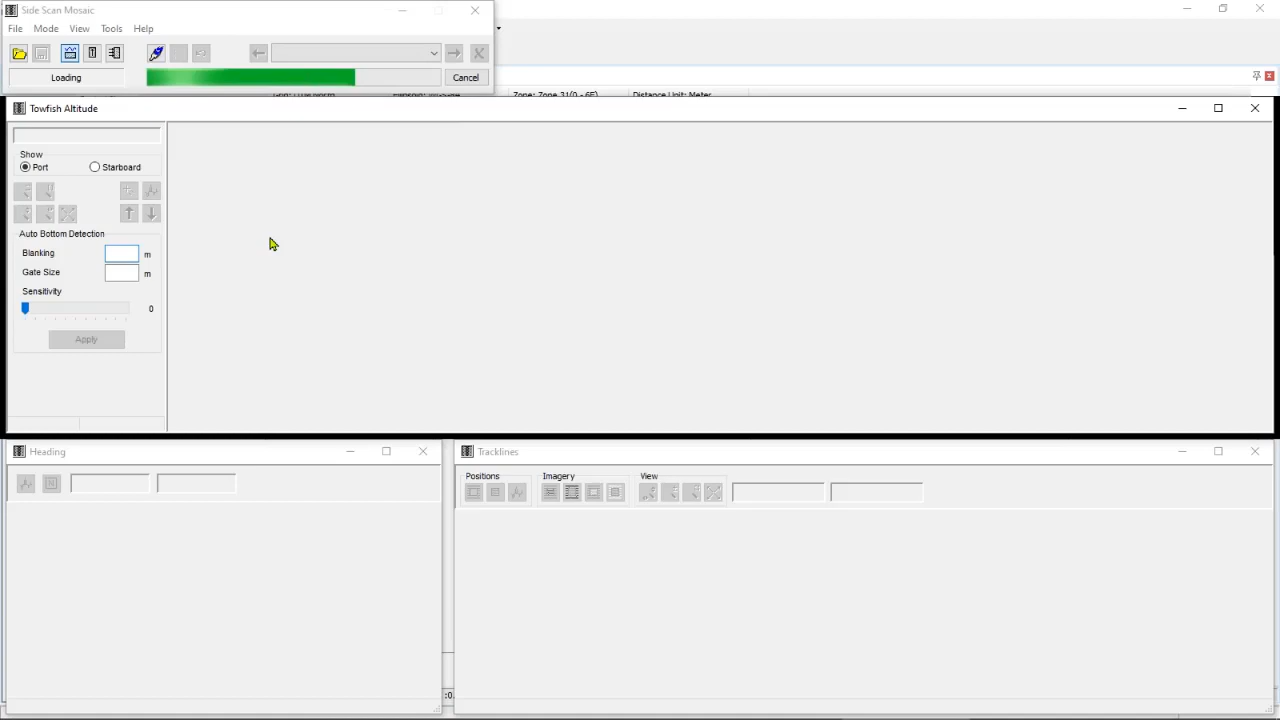 Side Scan Mosaic
File Mode View Tools Help
Loading
Cancel
Zone: Zone 31(0 - 6E) Distance Unit: Meter
Towfish Altitude
Show
Port Starboard
Auto Bottom Detection
Blanking m
Gate Size m
Sensitivity
0
Apply
Heading
Tracklines
Positions Imagery View
:0.